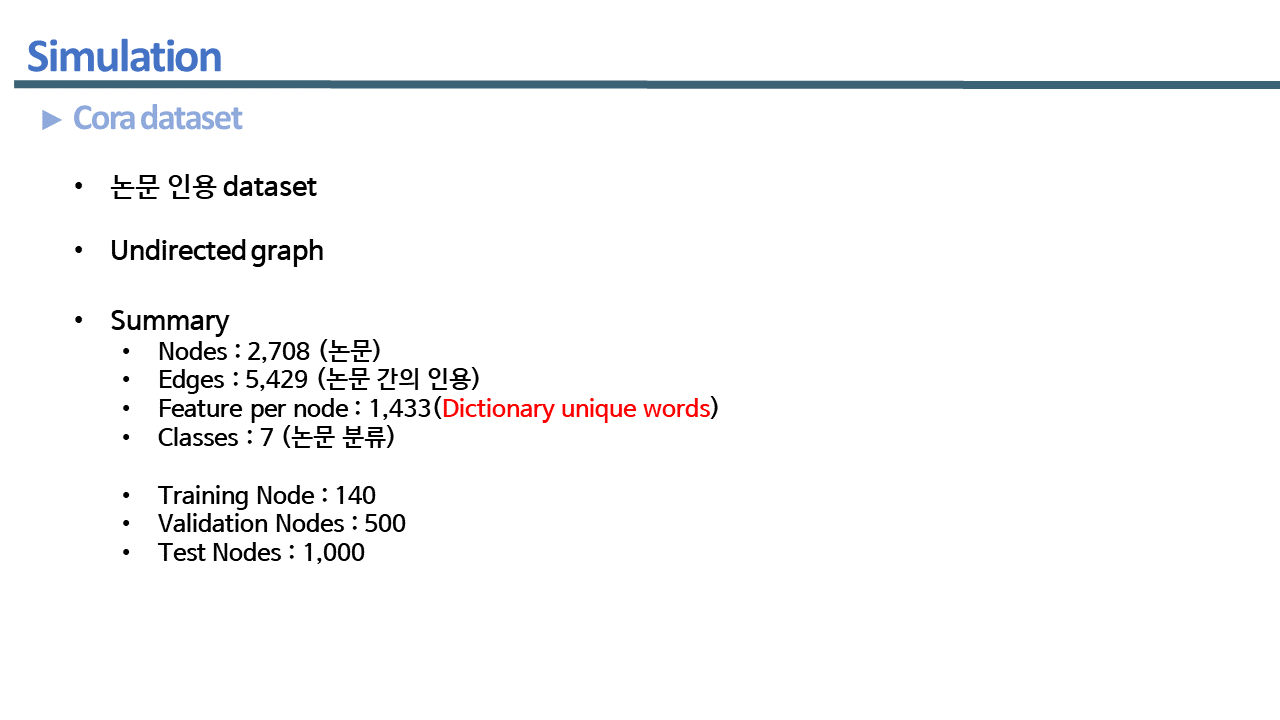 Simulation
► Cora dataset
• 논문 인용 dataset
• Undirected graph
• Summary
• Nodes : 2,708 (논문)
• Edges : 5,429 (논문 간의 인용)
• Feature per node : 1,433(Dictionary unique words)
• Classes : 7 (논문 분류)
• Training Node : 140
• Validation Nodes : 500
• Test Nodes : 1,000